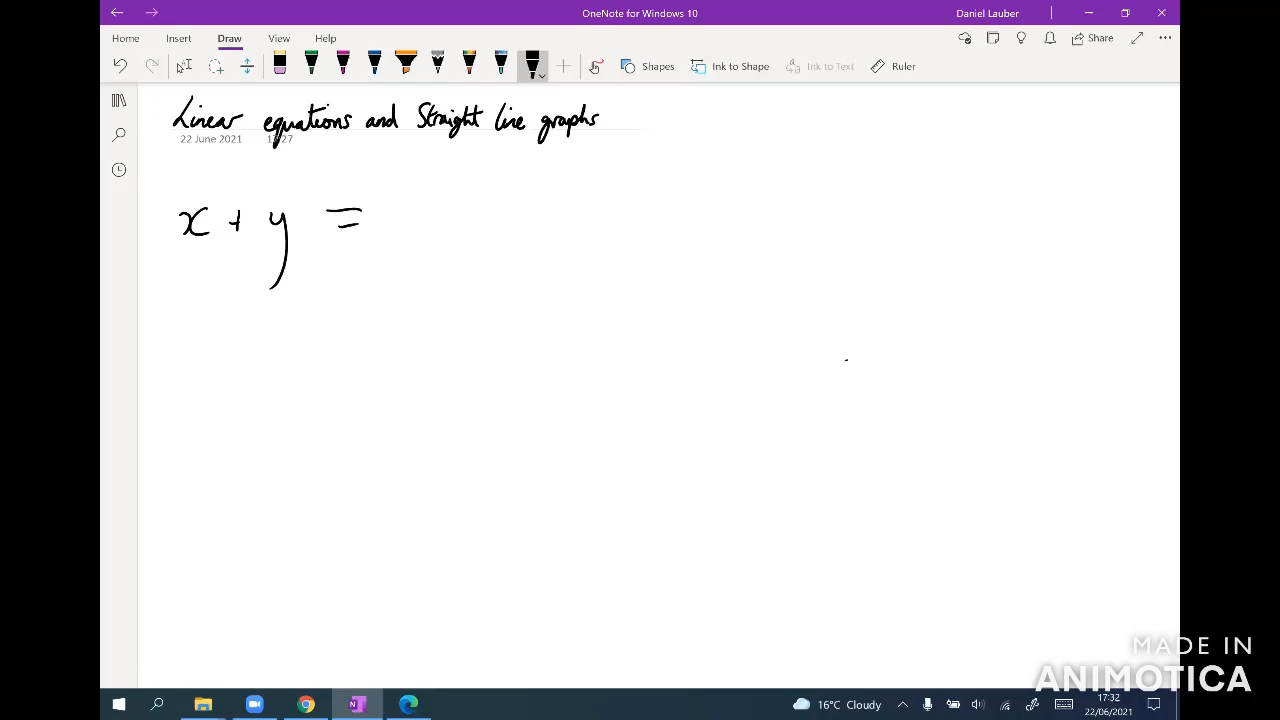 OneNote for Windows 10
Daniel Lauber
Home Insert Draw View Help
Share
Shapes Ink to Shape Ink to Text Ruler
Linear equations and Straight line graphs
22 June 2021
x + y =
MADE IN
ANIMOTICA
16°C Cloudy
17:32
22/06/2021